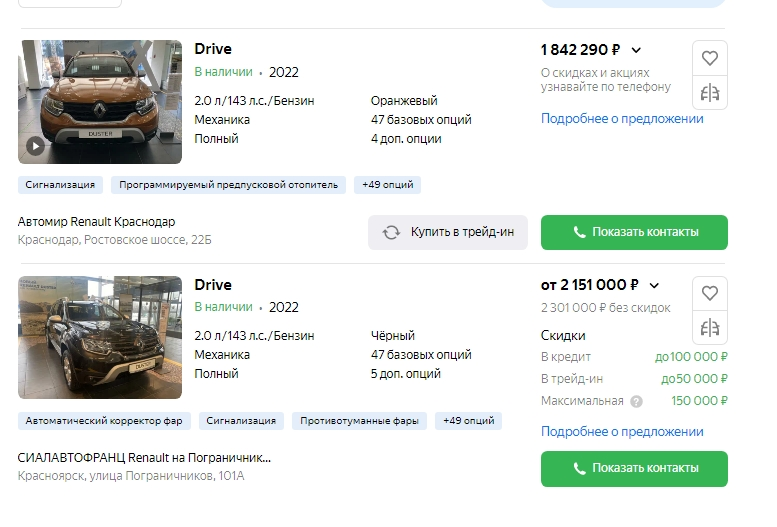 Drive
В наличии • 2022
2.0 л/143 л.с./Бензин
Механика
Полный
Оранжевый
47 базовых опций
4 доп. опции
1 842 290 ₽
О скидках и акциях
узнавайте по телефону
Подробнее о предложении
DUSTER
Сигнализация
Программируемый предпусковой отопитель
+49 опций
Автомир Renault Краснодар
Краснодар, Ростовское шоссе, 22Б
Купить в трейд-ин
Показать контакты
Drive
В наличии • 2022
2.0 л/143 л.с./Бензин
Механика
Полный
Чёрный
47 базовых опций
5 доп. опций
от 2 151 000 ₽
2 301 000 ₽ без скидок
Скидки
В кредит до 100 000 ₽
В трейд-ин до 50 000 ₽
Максимальная ? 150 000 ₽
Подробнее о предложении
DUSTER
Автоматический корректор фар
Сигнализация
Противотуманные фары
+49 опций
СИАЛАВТОФРАНЦ Renault на Пограничник...
Красноярск, улица Пограничников, 101А
Показать контакты